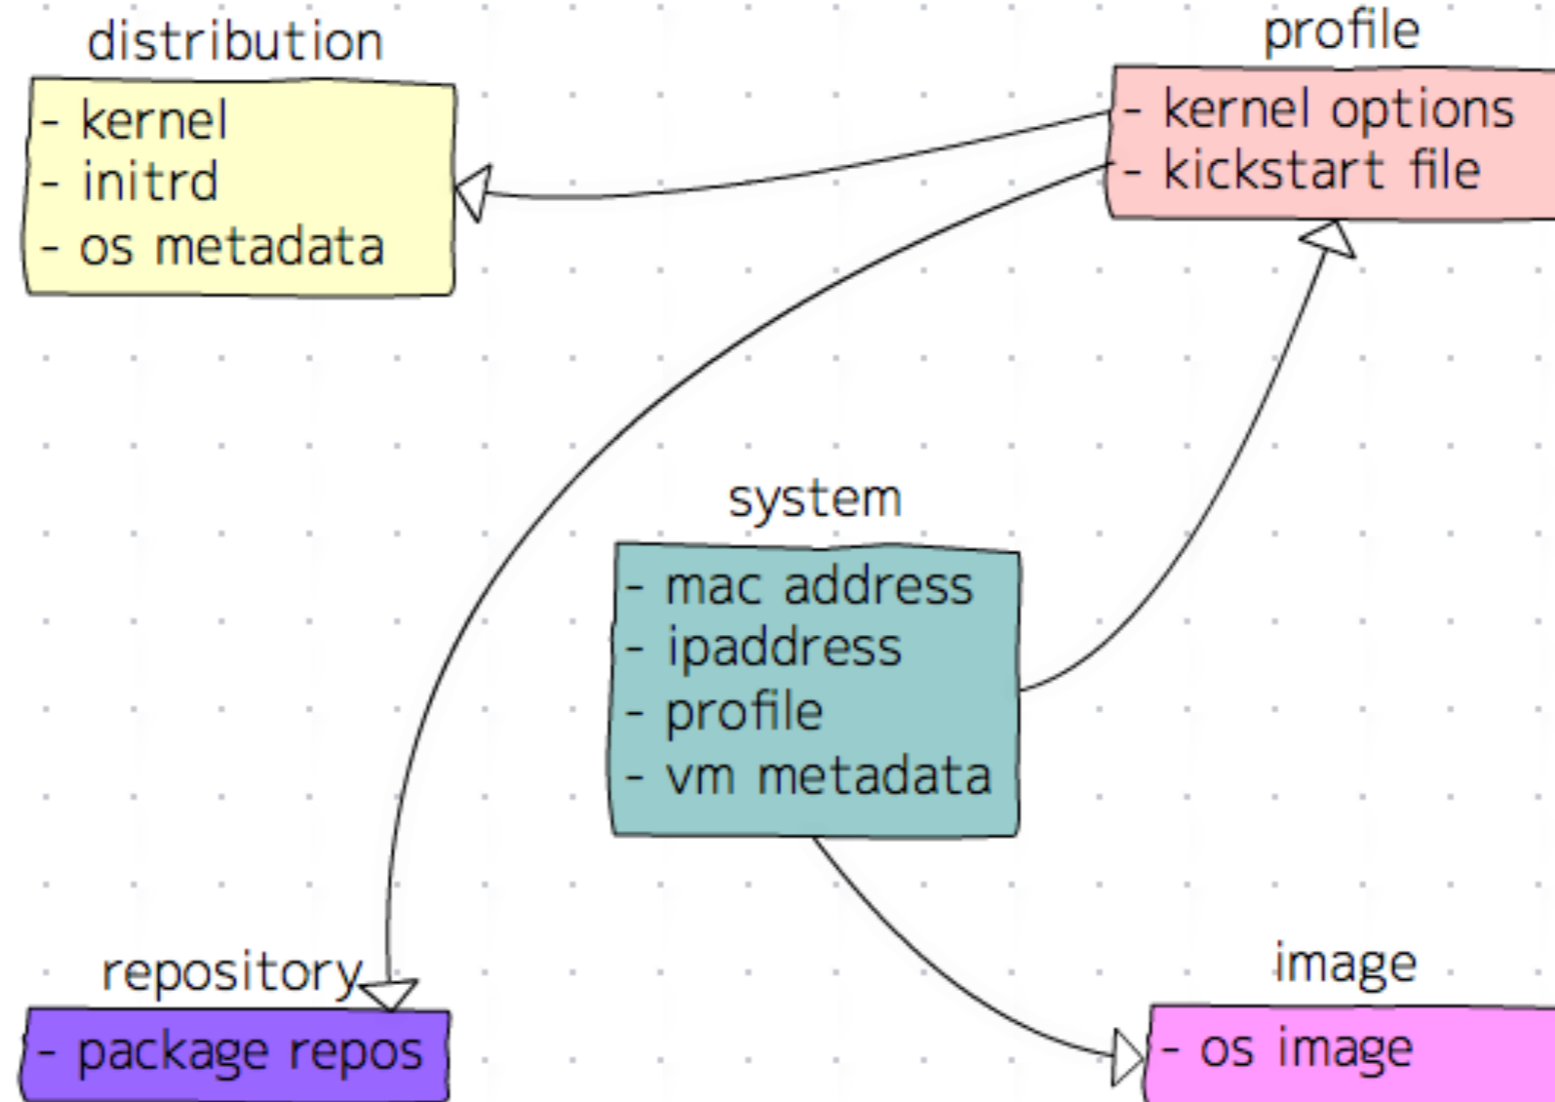 distribution
- kernel
- initrd
- os metadata
profile
- kernel options
- kickstart file
system
- mac address
- ipaddress
- profile
- vm metadata
repository
- package repos
image
- os image